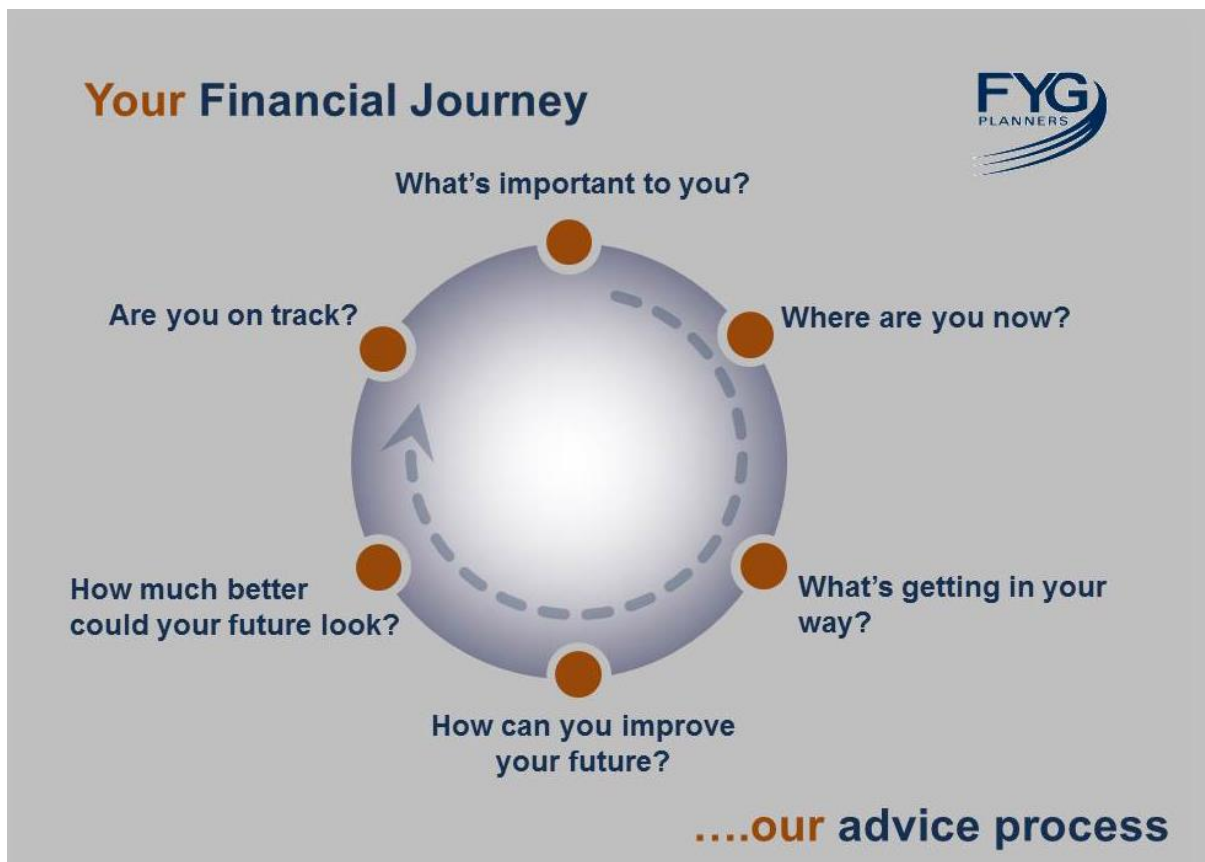 Your Financial Journey
FYG
PLANNERS
What's important to you?
Where are you now?
What's getting in your
way?
How can you improve
your future?
How much better
could your future look?
Are you on track?
....our advice process